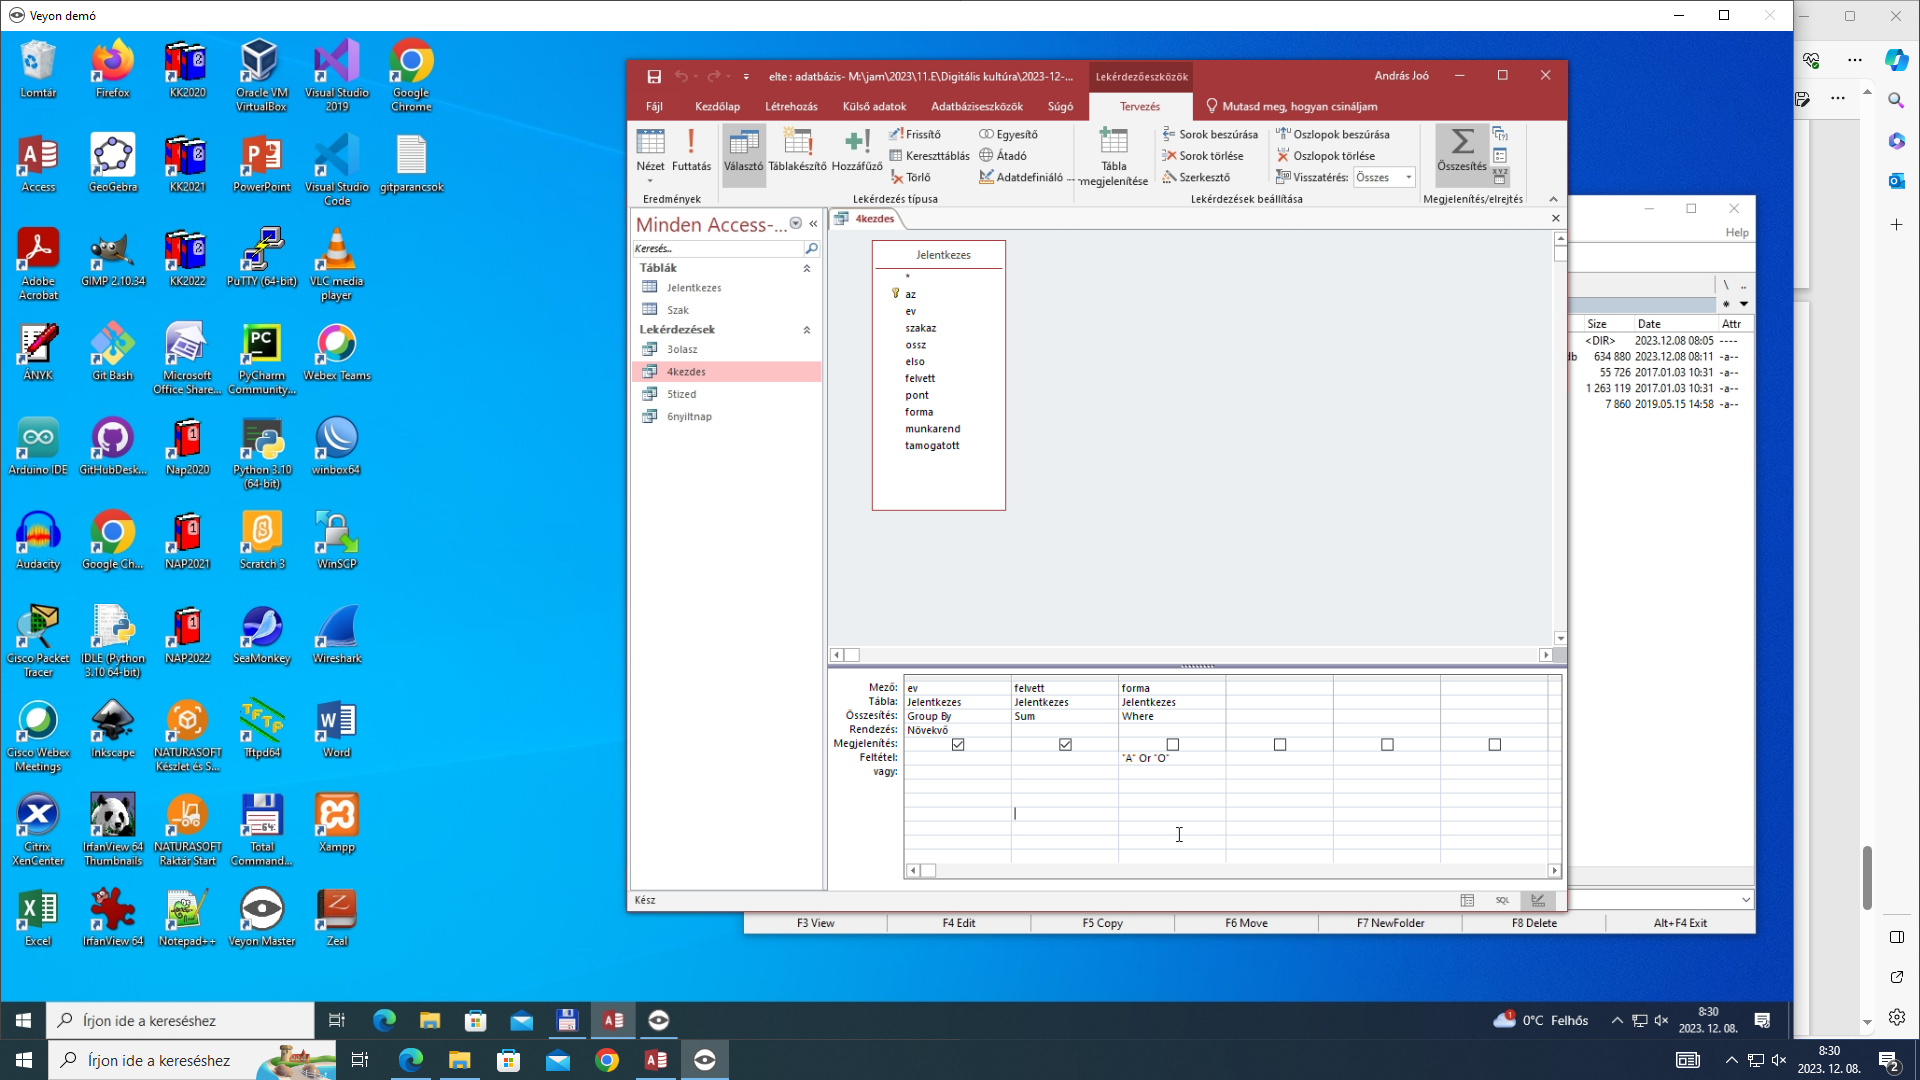 Veyon demó
Lomtár
Firefox
KK2020
Oracle VM VirtualBox
Visual Studio 2019
Google Chrome
Access
GeoGebra
KK2021
PowerPoint
Visual Studio Code
gitparancsok
Adobe Acrobat
GIMP 2.10.34
KK2022
PuTTY (64-bit)
VLC media player
ÁNYK
Git Bash
Microsoft Office Share...
PyCharm Community...
Webex Teams
Arduino IDE
GitHubDesk...
Nap2020
Python 3.10 (64-bit)
winbox64
Audacity
Google Ch...
NAP2021
Scratch 3
WinSCP
Cisco Packet Tracer
IDLE (Python 3.10 64-bit)
NAP2022
SeaMonkey
Wireshark
Cisco Webex Meetings
Inkscape
NATURASOFT Készlet és S...
Tftpd64
Word
Citrix XenCenter
IrfanView 64 Thumbnails
NATURASOFT Raktár Start
Total Command...
Xampp
Excel
IrfanView 64
Notepad++
Veyon Master
Zeal
elte : adatbázis- M:\jam\2023\11.E\Digitális kultúra\2023-12-...
Lekérdezőeszközök
András Joó
Fájl
Kezdőlap
Létrehozás
Külső adatok
Adatbáziseszközök
Súgó
Tervezés
Mutasd meg, hogyan csináljam
Nézet
Futtatás
Eredmények
Választó
Táblakészítő
Hozzáfűző
Frissítő
Kereszttáblás
Törlő
Egyesítő
Átadó
Adatdefiniáló
Lekérdezés típusa
Tábla megjelenítése
Sorok beszúrása
Sorok törlése
Szerkesztő
Oszlopok beszúrása
Oszlopok törlése
Visszatérés: Összes
Lekérdezések beállítása
Összesítés
Megjelenítés/elrejtés
Minden Access-...
Keresés...
Táblák
Jelentkezes
Szak
Lekérdezések
3olasz
4kezdes
5tized
6nyiltnap
4kezdes
Jelentkezes
*
az
ev
szakaz
ossz
elso
felvett
pont
forma
munkarend
tamogatott
Mező: ev felvett forma
Tábla: Jelentkezes Jelentkezes Jelentkezes
Összesítés: Group By Sum Where
Rendezés: Növekvő
Megjelenítés:
Feltétel: "A" Or "O"
vagy:
Kész
SQL
Help
\ ..
* 
Size Date Attr
<DIR> 2023.12.08 08:05 ----
db 634 880 2023.12.08 08:11 -a--
55 726 2017.01.03 10:31 -a--
1 263 119 2017.01.03 10:31 -a--
7 860 2019.05.15 14:58 -a--
F3 View
F4 Edit
F5 Copy
F6 Move
F7 NewFolder
F8 Delete
Alt+F4 Exit
Írjon ide a kereséshez
0°C Felhős
8:30
2023. 12. 08.
Írjon ide a kereséshez
8:30
2023. 12. 08.
2